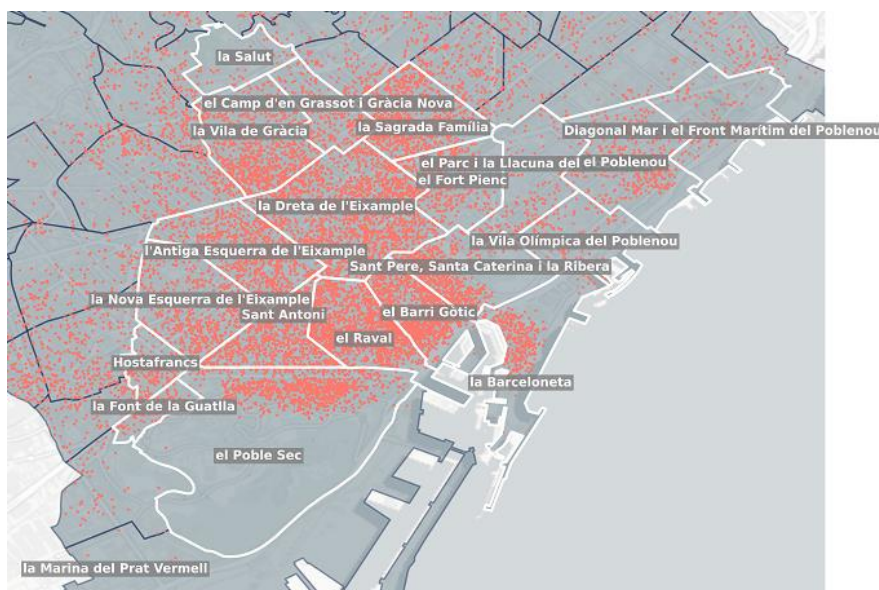 la Salut
el Camp d'en Grassot i Gràcia Nova
la Vila de Gràcia
la Sagrada Família
Diagonal Mar i el Front Marítim del Poblenou
el Parc i la Llacuna del
el Poblenou
el Fort Pienc
la Dreta de l'Eixample
la Vila Olímpica del Poblenou
l'Antiga Esquerra de l'Eixample
Sant Pere, Santa Caterina i la Ribera
la Nova Esquerra de l'Eixample
Sant Antoni
el Barri Gòtic
el Raval
Hostafrancs
la Barceloneta
la Font de la Guatlla
el Poble Sec
la Marina del Prat Vermell